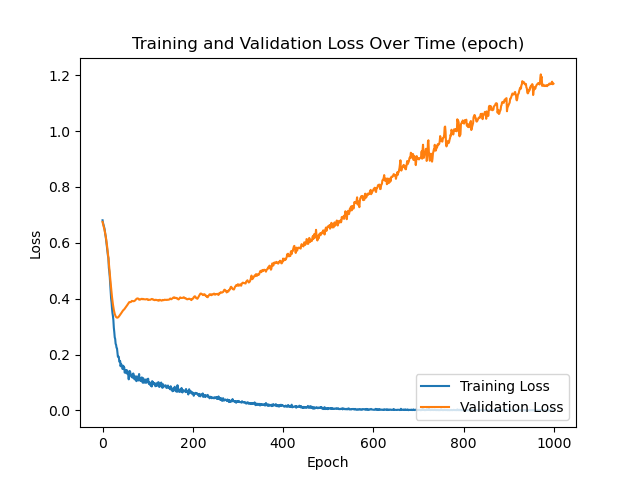 Training and Validation Loss Over Time (epoch)
Loss
1.2
1.0
0.8
0.6
0.4
0.2
0.0
Training Loss
Validation Loss
0 200 400 600 800 1000
Epoch